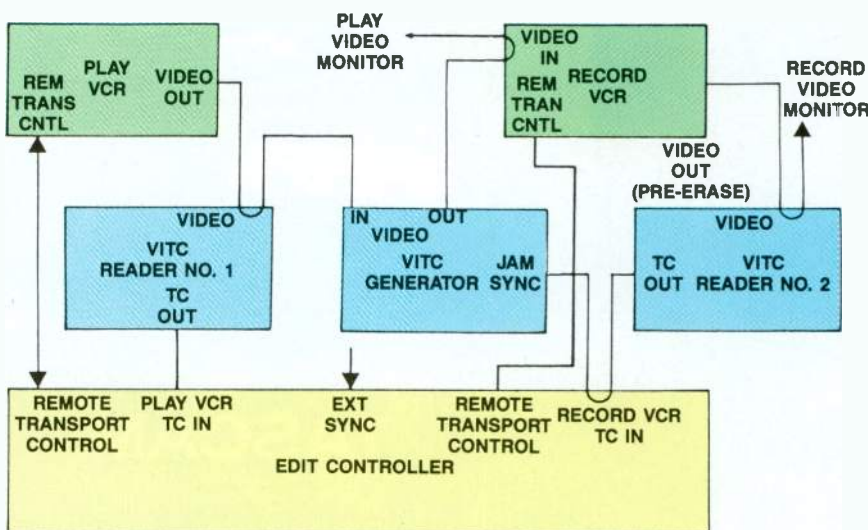 PLAY
VIDEO
MONITOR
REM
TRANS
CNTL
PLAY
VCR
VIDEO
OUT
VIDEO
IN
REM
TRAN
CNTL
RECORD
VCR
RECORD
VIDEO
MONITOR
VIDEO
OUT
(PRE-ERASE)
VIDEO
VITC
READER NO. 1
TC
OUT
IN
OUT
VIDEO
VITC
GENERATOR
JAM
SYNC
VIDEO
TC
OUT
VITC
READER NO. 2
REMOTE
TRANSPORT
CONTROL
PLAY VCR
TC IN
EXT
SYNC
REMOTE
TRANSPORT
CONTROL
RECORD VCR
TC IN
EDIT CONTROLLER